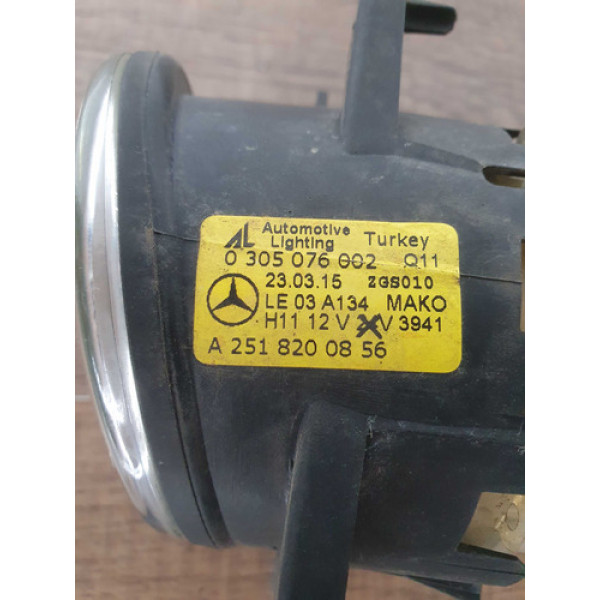 AL Automotive Lighting Turkey
0 305 076 002 Q11
23.03.15 ZGS010
LE 03 A134 MAKO
H11 12 V V 3941
A 251 820 08 56